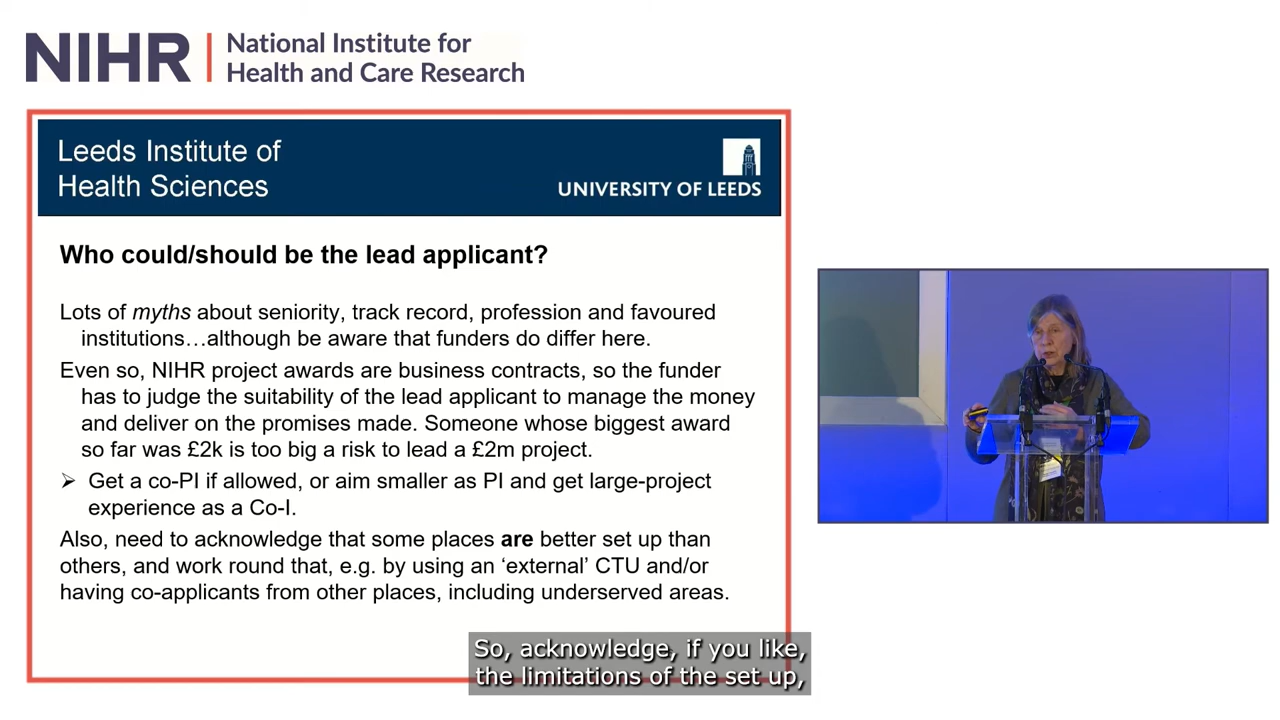 NIHR | National Institute for
Health and Care Research
Leeds Institute of
Health Sciences
UNIVERSITY OF LEEDS
Who could/should be the lead applicant?
Lots of myths about seniority, track record, profession and favoured
institutions…although be aware that funders do differ here.
Even so, NIHR project awards are business contracts, so the funder
has to judge the suitability of the lead applicant to manage the money
and deliver on the promises made. Someone whose biggest award
so far was £2k is too big a risk to lead a £2m project.
➢ Get a co-PI if allowed, or aim smaller as PI and get large-project
experience as a Co-I.
Also, need to acknowledge that some places are better set up than
others, and work round that, e.g. by using an ‘external’ CTU and/or
having co-applicants from other places, including underserved areas.
So, acknowledge, if you like,
the limitations of the set up,